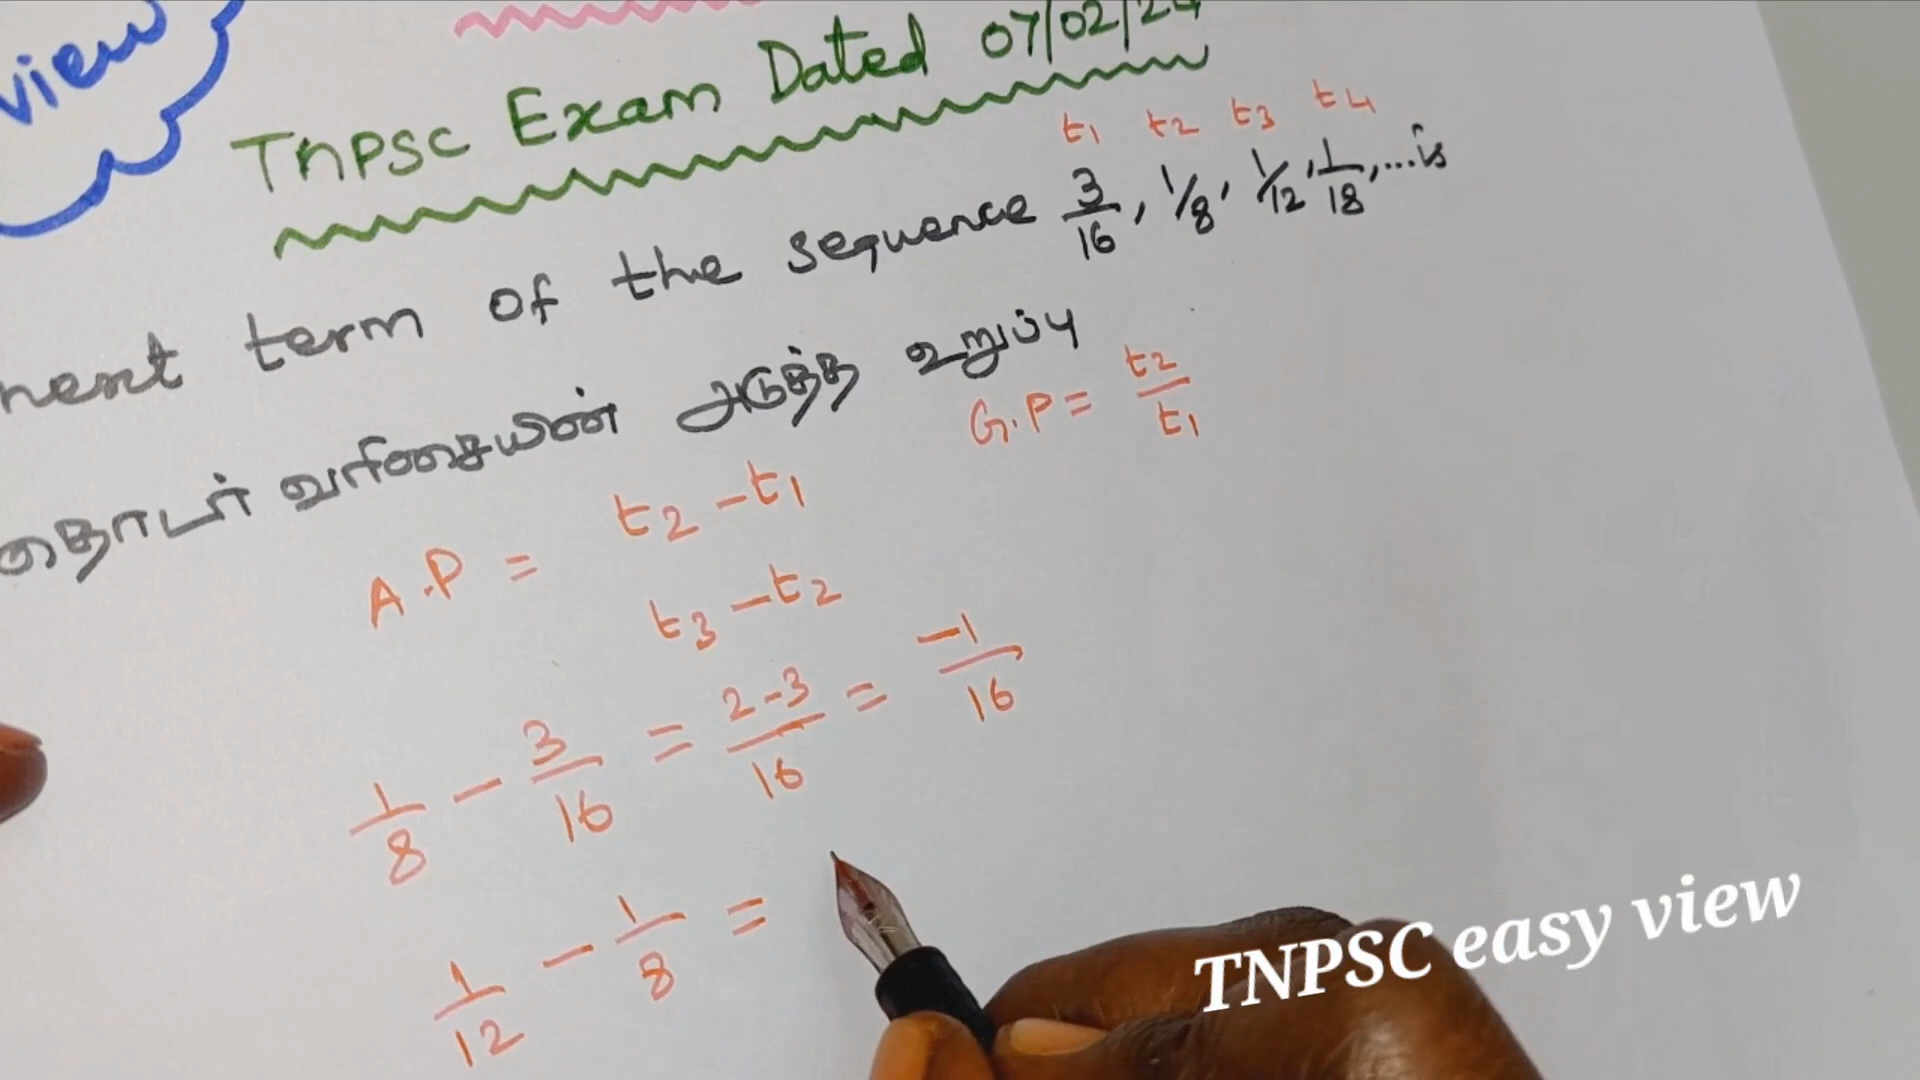 view
TNPSC Exam Dated 07/02/24
t1 t2 t3 t4
next term of the sequence 3/16, 1/8, 1/12, 1/18, ...is
தொடர் வரிசையின் அடுத்த உறுப்பு
G.P = t2/t1
A.P = t2 - t1
t3 - t2
1/8 - 3/16 = 2-3/16 = -1/16
1/12 - 1/8 =
TNPSC easy view